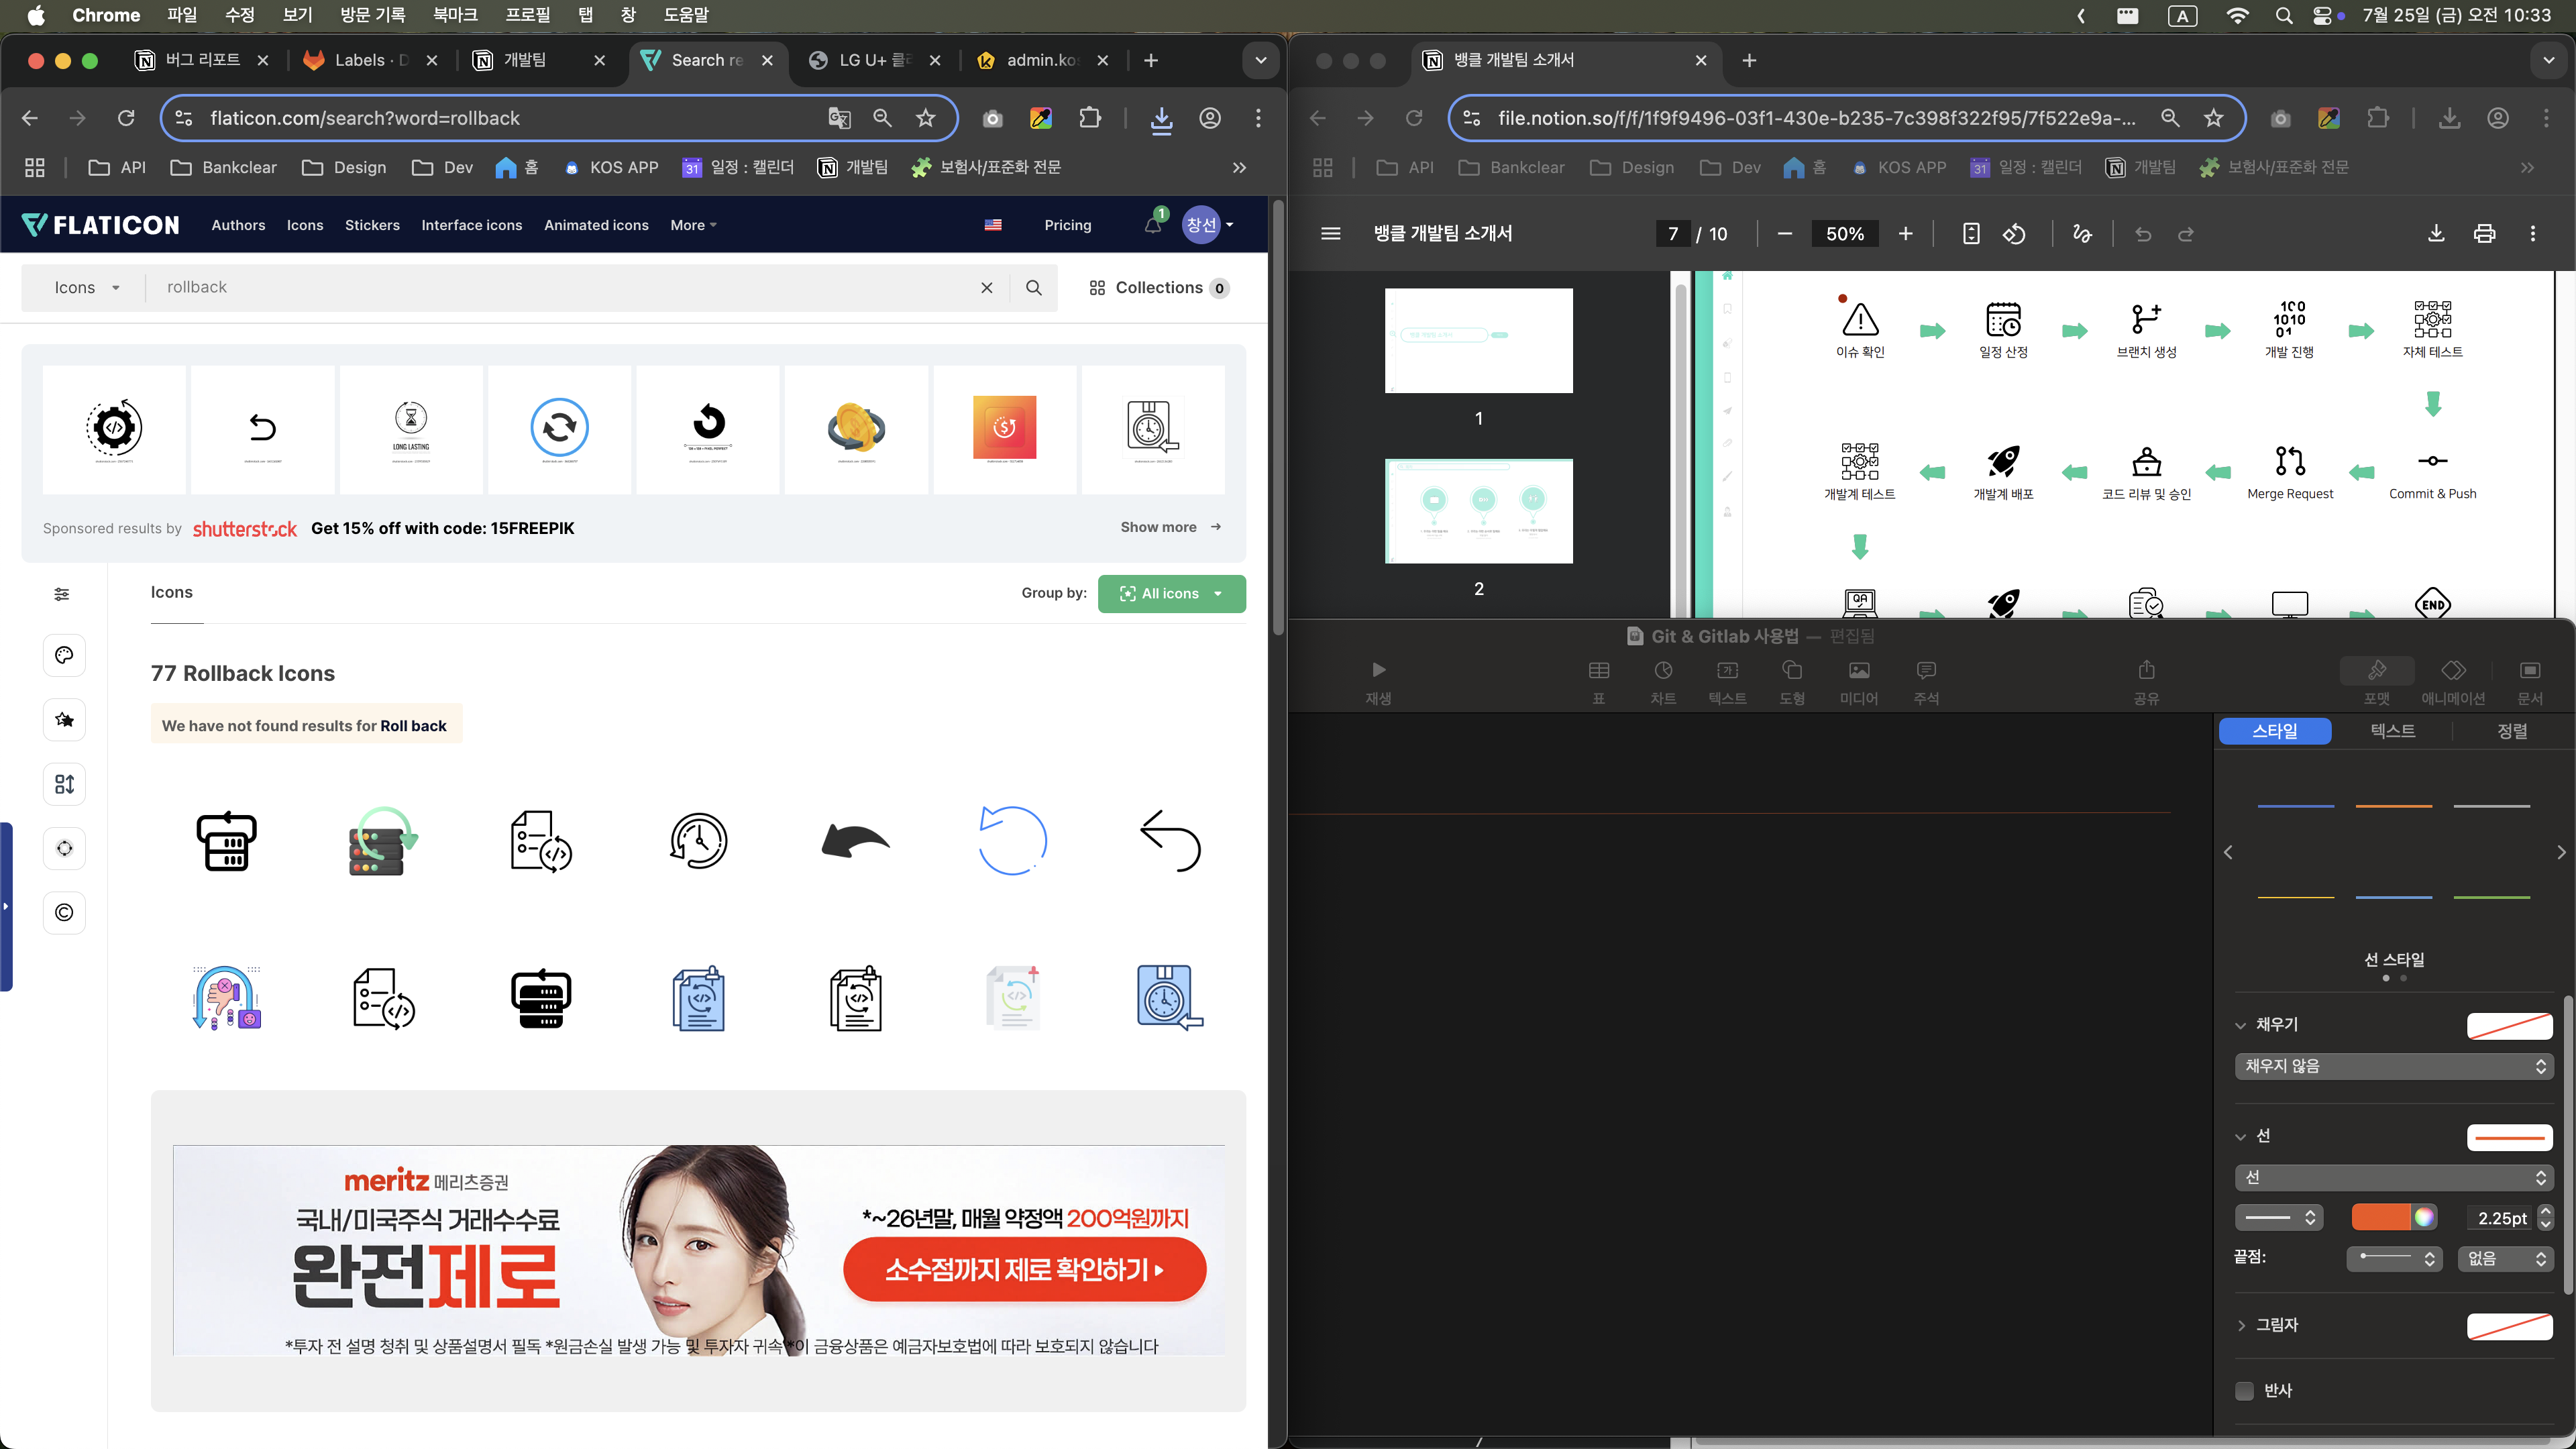 Chrome 파일 수정 보기 방문 기록 북마크 프로필 탭 창 도움말
A 7월 25일 (금) 오전 10:33
버그 리포트 Labels · D 개발팀 Search re LG U+ 클 admin.ko
flaticon.com/search?word=rollback
API Bankclear Design Dev 홈 KOS APP 31 일정 : 캘린더 개발팀 보험사/표준화 전문
FLATICON Authors Icons Stickers Interface icons Animated icons More Pricing 1 창선
Icons rollback Collections 0
LONG LASTING
Sponsored results by shutterstock Get 15% off with code: 15FREEPIK Show more
Icons Group by: All icons
77 Rollback Icons
We have not found results for Roll back
meritz 메리츠증권
국내/미국주식 거래수수료
완전제로
*~26년말, 매월 약정액 200억원까지
소수점까지 제로 확인하기
*투자 전 설명 청취 및 상품설명서 필독 *원금손실 발생 가능 및 투자자 귀속 *이 금융상품은 예금자보호법에 따라 보호되지 않습니다
뱅클 개발팀 소개서
file.notion.so/f/f/1f9f9496-03f1-430e-b235-7c398f322f95/7f522e9a-...
API Bankclear Design Dev 홈 KOS APP 31 일정 : 캘린더 개발팀 보험사/표준화 전문
뱅클 개발팀 소개서 7 / 10 50%
1
2
이슈 확인 일정 산정 브랜치 생성 개발 진행 자체 테스트
개발계 테스트 개발계 배포 코드 리뷰 및 승인 Merge Request Commit & Push
QA END
Git & Gitlab 사용법 — 편집됨
재생 표 차트 텍스트 도형 미디어 주석 공유 포맷 애니메이션 문서
스타일 텍스트 정렬
선 스타일
채우기
채우지 않음
선
선
2.25pt
끝점: 없음
그림자
반사